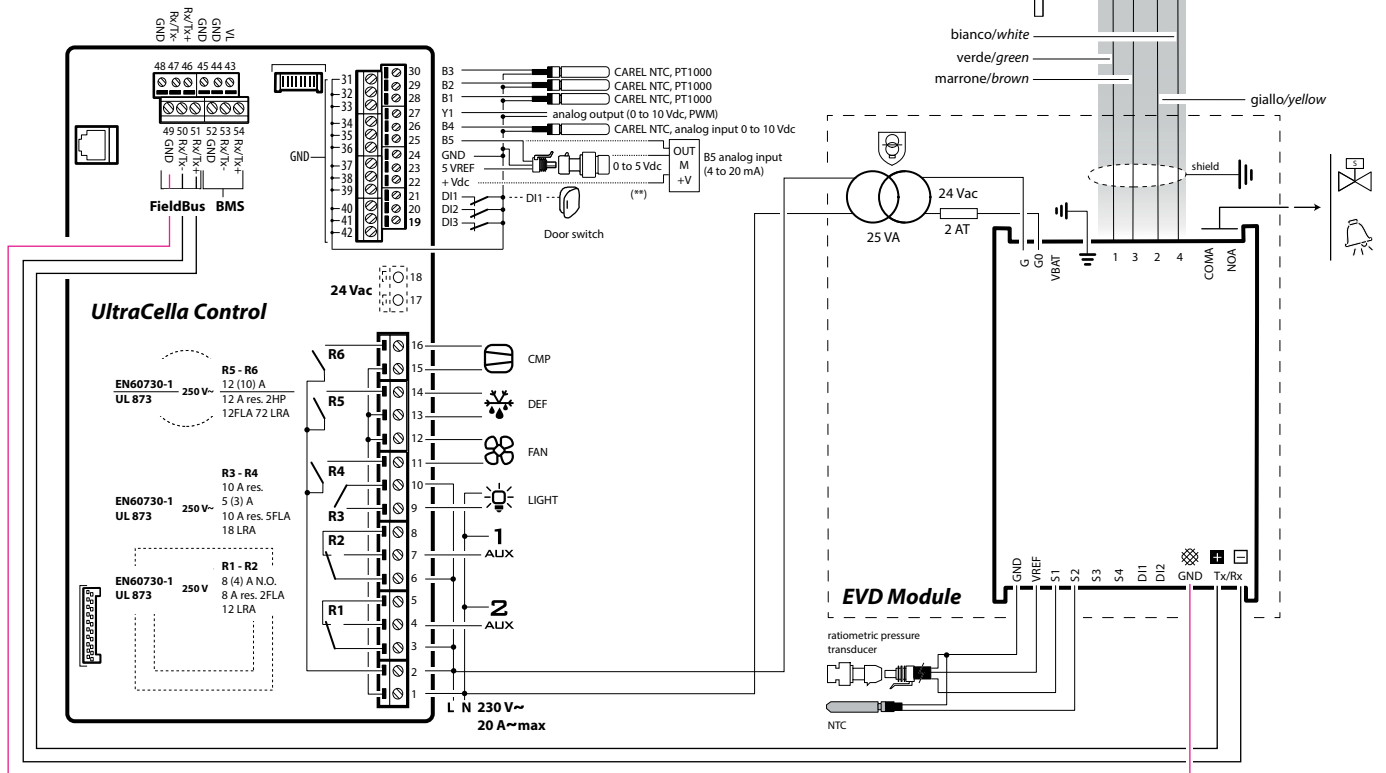 GND
Rx/Tx-
Rx/Tx+
GND
GND
VL
48 47 46 45 44 43
49 50 51 52 53 54
GND
Rx/Tx-
Rx/Tx+
GND
Rx/Tx-
Rx/Tx+
FieldBus BMS
GND
31
32
33
34
35
36
37
38
39
40
41
42
30 B3 CAREL NTC, PT1000
29 B2 CAREL NTC, PT1000
28 B1 CAREL NTC, PT1000
27 Y1 analog output (0 to 10 Vdc, PWM)
26 B4 CAREL NTC, analog input 0 to 10 Vdc
25 B5
24 GND
23 5 VREF 0 to 5 Vdc
22 + Vdc (**)
21 DI1
20 DI2
19 DI3
OUT
M
+V
B5 analog input
(4 to 20 mA)
DI1
Door switch
24 Vac
18
17
UltraCella Control
EN60730-1
UL 873
250 V~
R5 - R6
12 (10) A
12 A res. 2HP
12FLA 72 LRA
EN60730-1
UL 873
250 V~
R3 - R4
10 A res.
5 (3) A
10 A res. 5FLA
18 LRA
EN60730-1
UL 873
250 V
R1 - R2
8 (4) A N.O.
8 A res. 2FLA
12 LRA
R6
R5
R4
R3
R2
R1
16
15
14
13
12
11
10
9
8
7
6
5
4
3
2
1
CMP
DEF
FAN
LIGHT
1
AUX
2
AUX
L N 230 V~
20 A~max
bianco/white
verde/green
marrone/brown
giallo/yellow
shield
S
24 Vac
25 VA
2 AT
G
G0
VBAT
1
3
2
4
COMA
NOA
EVD Module
GND
VREF
S1
S2
S3
S4
DI1
DI2
GND
+ -
Tx/Rx
ratiometric pressure
transducer
NTC